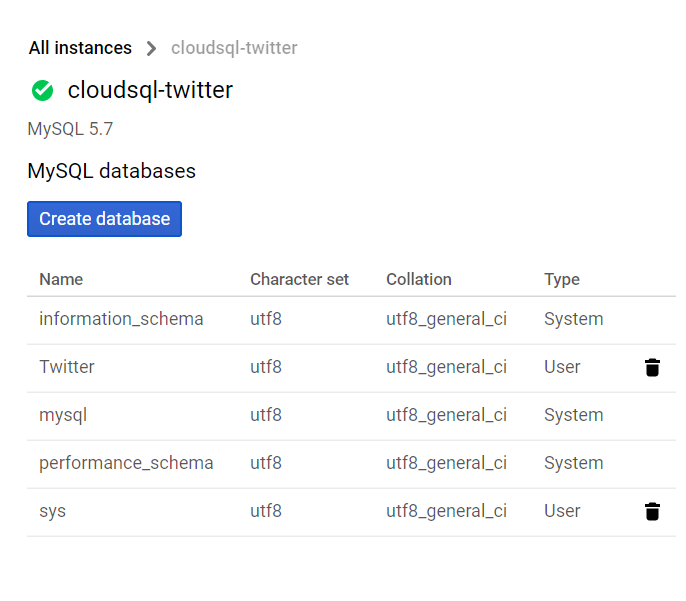 All instances cloudsql-twitter
cloudsql-twitter
MySQL 5.7
MySQL databases
Create database
Name Character set Collation Type
information_schema utf8 utf8_general_ci System
Twitter utf8 utf8_general_ci User
mysql utf8 utf8_general_ci System
performance_schema utf8 utf8_general_ci System
sys utf8 utf8_general_ci User